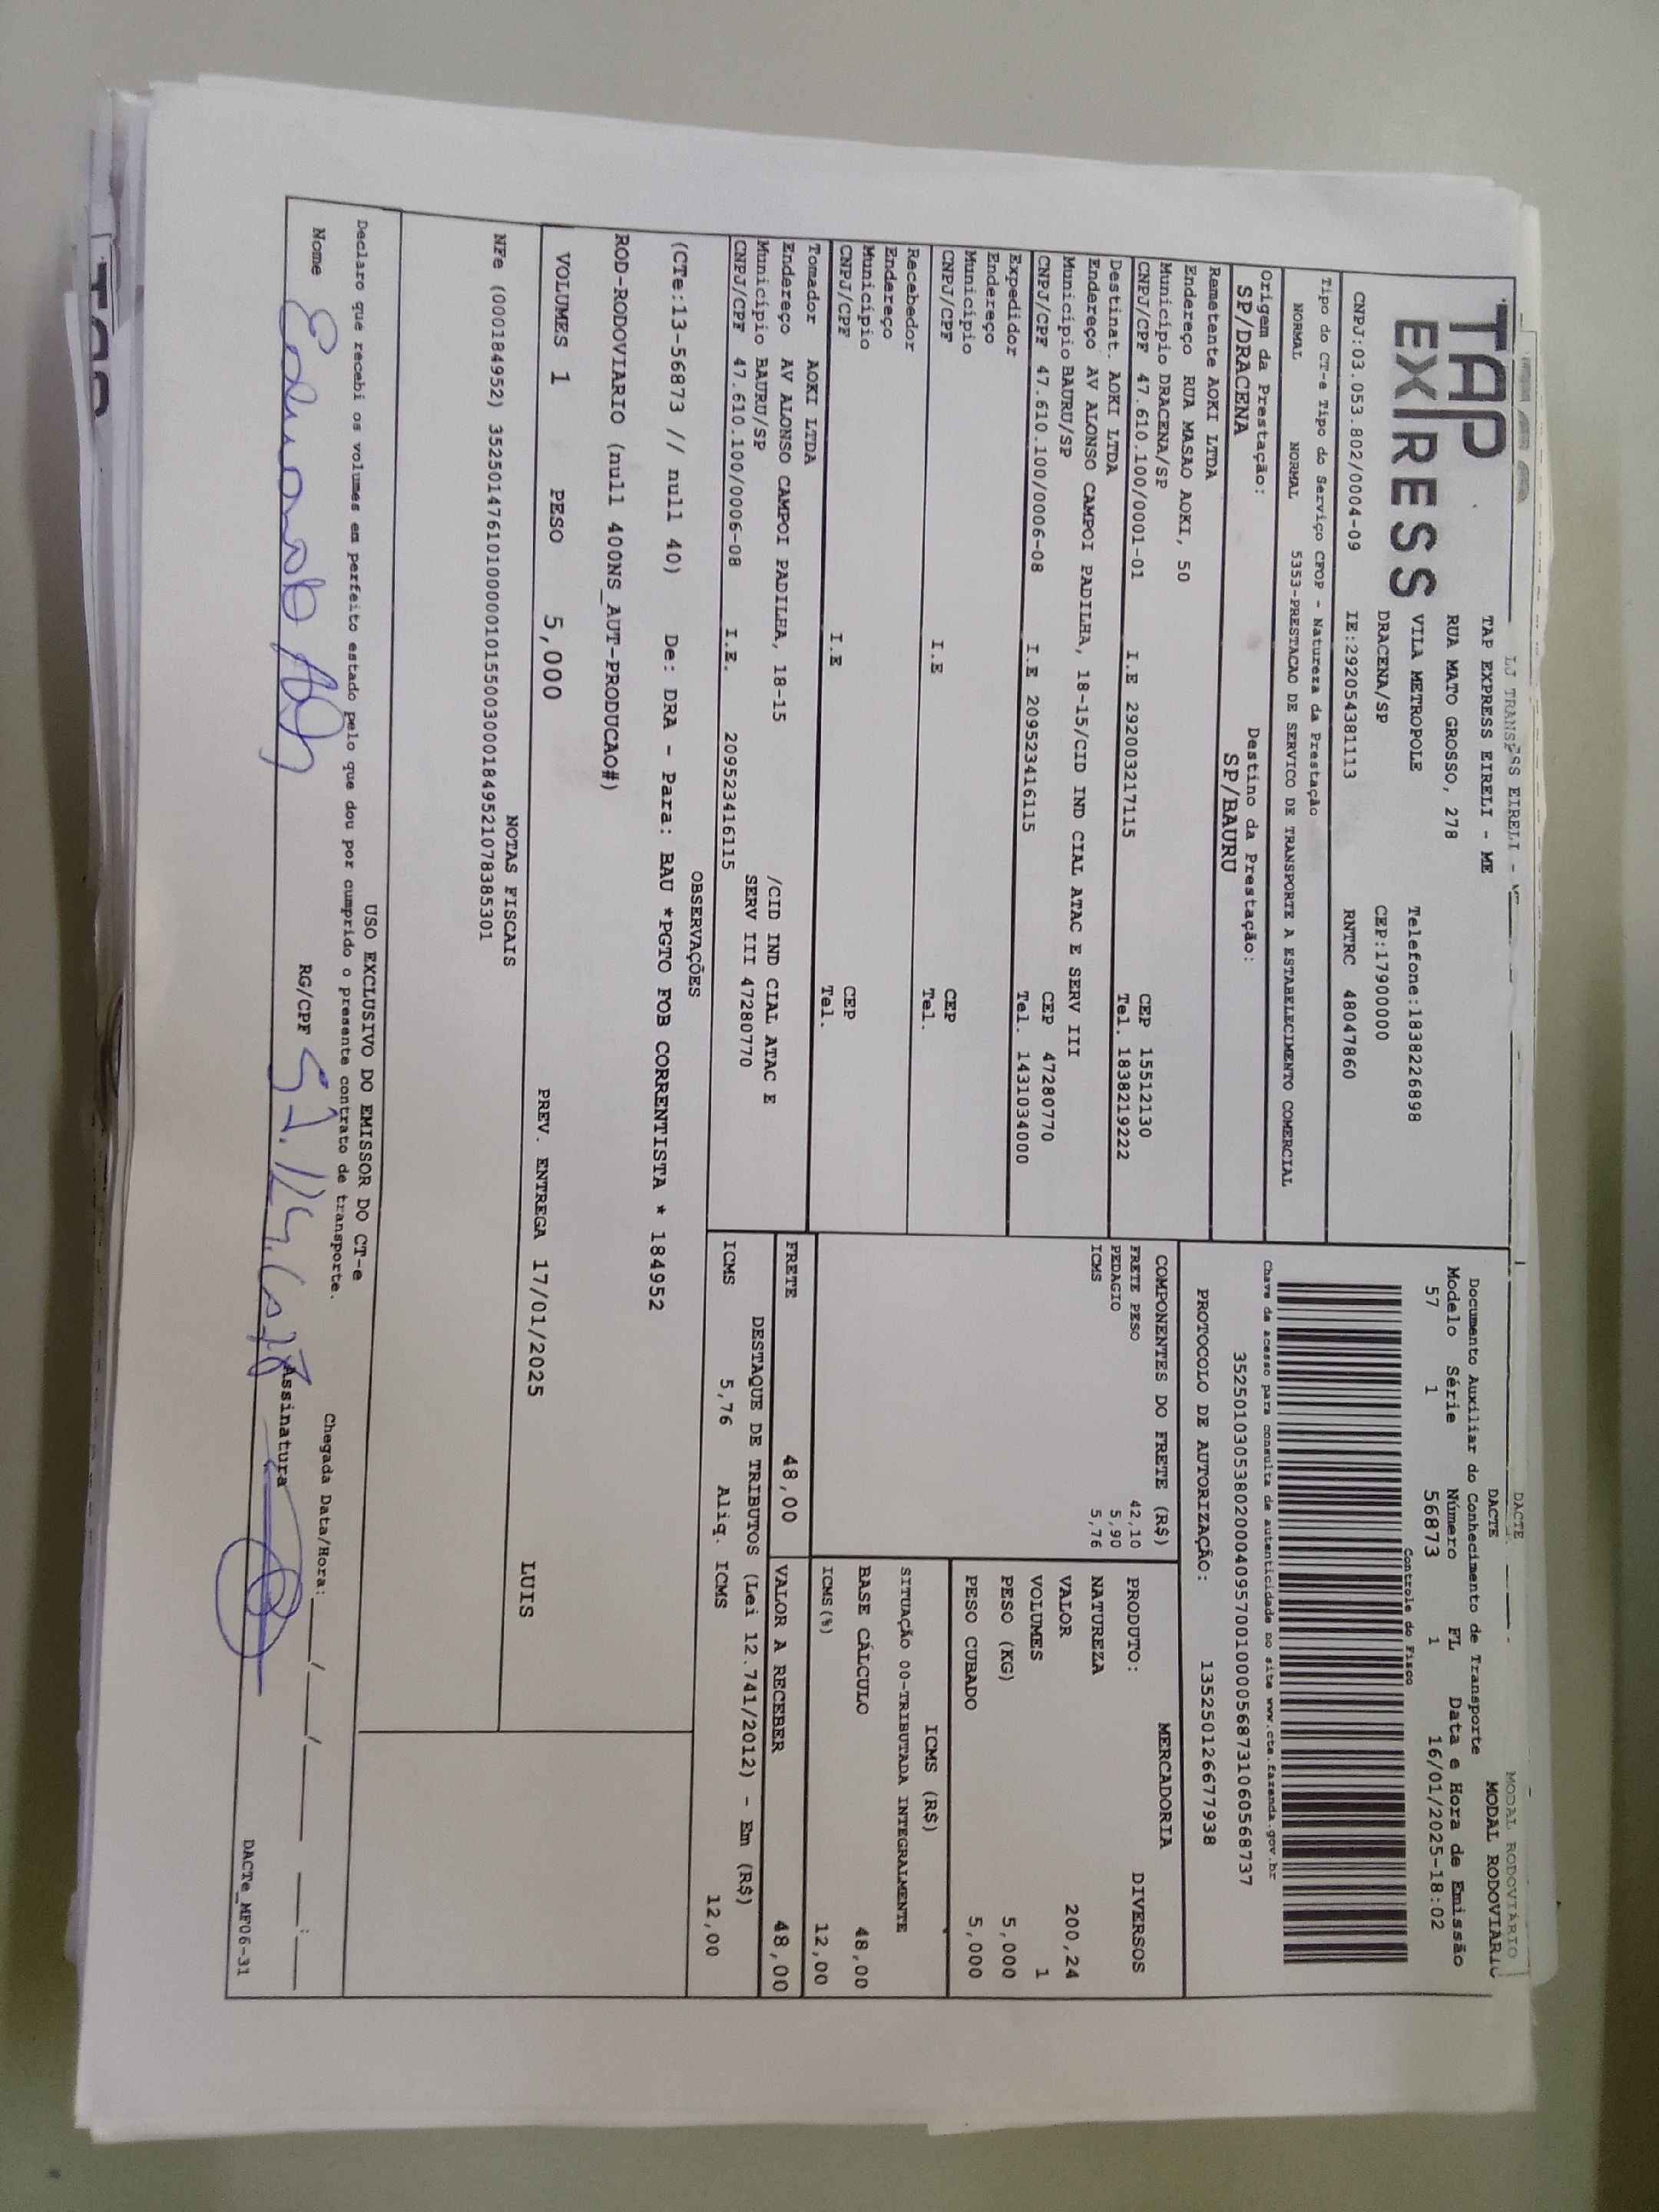 TAP
EXPRESS
TAP EXPRESS EIRELI - ME
RUA MATO GROSSO, 278
VILA METROPOLE
Telefone:1838226898
DRACENA/SP
CEP:17900000
CNPJ:03.053.802/0004-09
IE:292054381113
RNTRC 48047860
Tipo do CT-e Tipo do Serviço CFOP - Natureza da Prestação
NORMAL NORMAL 5353-PRESTACAO DE SERVICO DE TRANSPORTE A ESTABELECIMENTO COMERCIAL
Origem da Prestação: Destino da Prestação:
SP/DRACENA SP/BAURU
Remetente AOKI LTDA
Endereço RUA MASAO AOKI, 50
Município DRACENA/SP CEP 15512130
CNPJ/CPF 47.610.100/0001-01 I.E 292003217115 Tel. 1838219222
Destinat. AOKI LTDA
Endereço AV ALONSO CAMPOI PADILHA, 18-15/CID IND CIAL ATAC E SERV III
Município BAURU/SP CEP 47280770
CNPJ/CPF 47.610.100/0006-08 I.E 209523416115 Tel. 1431034000
Expedidor
Endereço
Município CEP
CNPJ/CPF I.E Tel.
Recebedor
Endereço
Município CEP
CNPJ/CPF I.E Tel.
Tomador AOKI LTDA
Endereço AV ALONSO CAMPOI PADILHA, 18-15 /CID IND CIAL ATAC E
Município BAURU/SP SERV III 47280770
CNPJ/CPF 47.610.100/0006-08 I.E. 209523416115
DACTE MODAL RODOVIARIO
DACTE MODAL RODOVIARIO
Documento Auxiliar do Conhecimento de Transporte
Modelo Série Número FL Data e Hora de Emissão
57 1 56873 1 16/01/2025-18:02
Controle do Fisco
Chave de acesso para consulta de autenticidade no site www.cte.fazenda.gov.br
35250103053802000409570010000568731060568737
PROTOCOLO DE AUTORIZAÇÃO: 135250126677938
COMPONENTES DO FRETE (R$)
FRETE PESO 42,10
PEDAGIO 5,90
ICMS 5,76
MERCADORIA
PRODUTO: DIVERSOS
NATUREZA
VALOR 200,24
VOLUMES 1
PESO (KG) 5,000
PESO CUBADO 5,000
ICMS (R$)
SITUAÇÃO 00-TRIBUTADA INTEGRALMENTE
BASE CÁLCULO 48,00
ICMS(%) 12,00
FRETE 48,00 VALOR A RECEBER 48,00
DESTAQUE DE TRIBUTOS (Lei 12.741/2012) - Em (R$)
ICMS 5,76 Aliq. ICMS 12,00
OBSERVAÇÕES
(CTe:13-56873 // null 40) De: DRA - Para: BAU *PGTO FOB CORRENTISTA * 184952
ROD-RODOVIARIO (null 400NS_AUT-PRODUCAO#)
VOLUMES 1 PESO 5,000 PREV. ENTREGA 17/01/2025 LUIS
NOTAS FISCAIS
NFe (000184952) 35250147610100000101550030001849521078385301
USO EXCLUSIVO DO EMISSOR DO CT-e
Declaro que recebi os volumes em perfeito estado pelo que dou por cumprido o presente contrato de transporte.
Chegada Data/Hora: ___/___/___ __:__
Nome RG/CPF Assinatura
DACTe_MF06-31